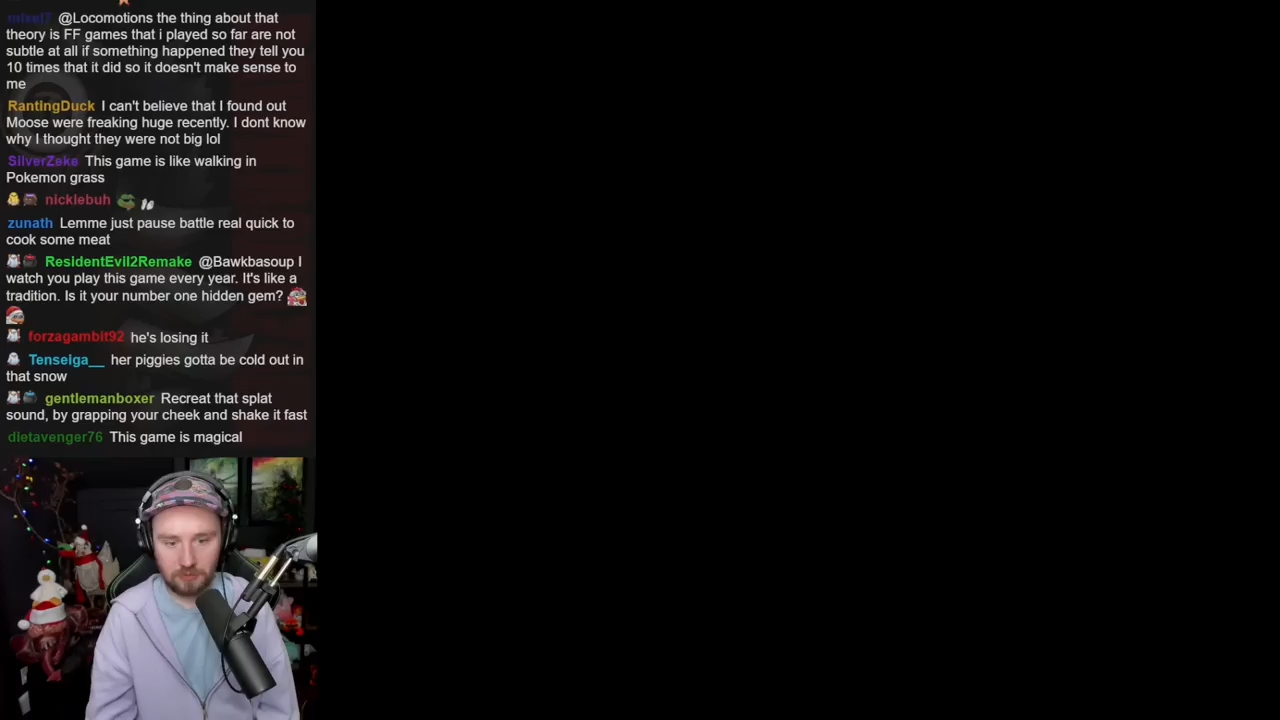 mixel7 @Locomotions the thing about that
theory is FF games that i played so far are not
subtle at all if something happened they tell you
10 times that it did so it doesn't make sense to
me
RantIngDuck I can't believe that I found out
Moose were freaking huge recently. I dont know
why I thought they were not big lol
SilverZeke This game is like walking in
Pokemon grass
nicklebuh
zunath Lemme just pause battle real quick to
cook some meat
ResidentEvil2Remake @Bawkbasoup I
watch you play this game every year. It's like a
tradition. Is it your number one hidden gem?
forzagambit92 he's losing it
Tenselga__ her piggies gotta be cold out in
that snow
gentlemanboxer Recreat that splat
sound, by grapping your cheek and shake it fast
dletavenger76 This game is magical